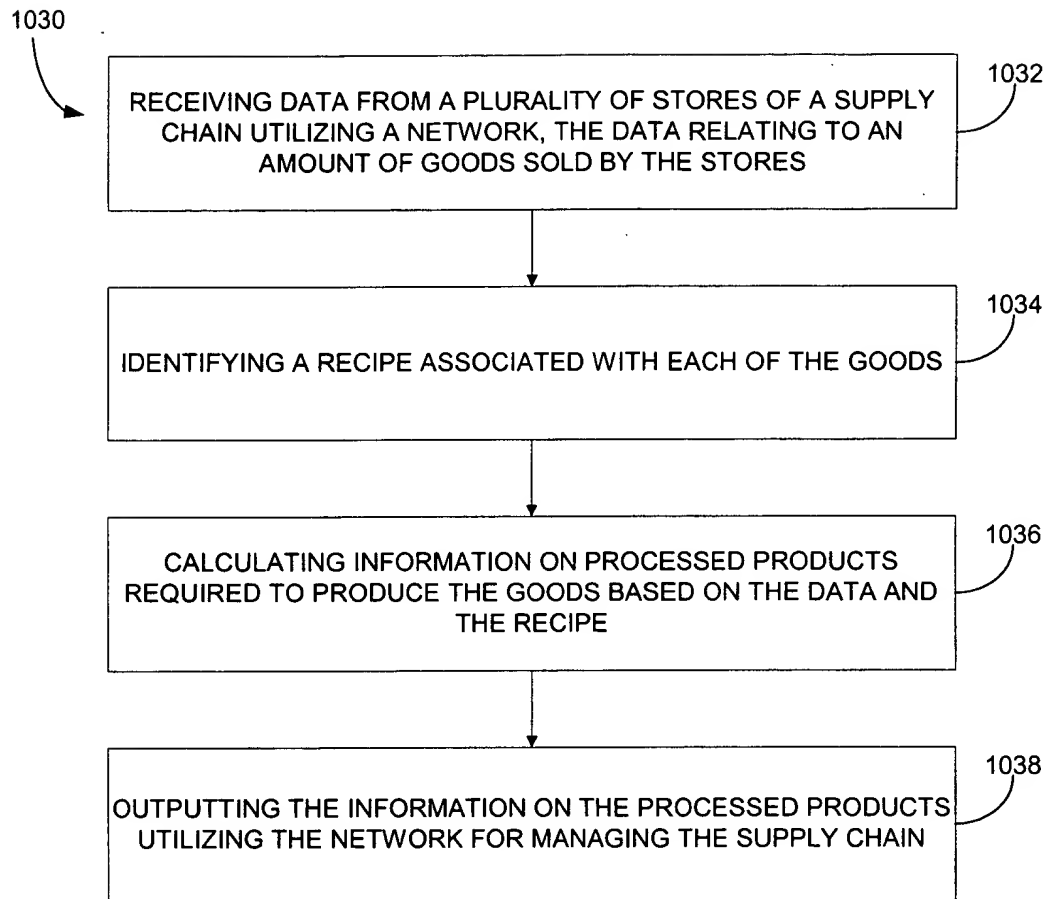 1030
1032
RECEIVING DATA FROM A PLURALITY OF STORES OF A SUPPLY
CHAIN UTILIZING A NETWORK, THE DATA RELATING TO AN
AMOUNT OF GOODS SOLD BY THE STORES
1034
IDENTIFYING A RECIPE ASSOCIATED WITH EACH OF THE GOODS
1036
CALCULATING INFORMATION ON PROCESSED PRODUCTS
REQUIRED TO PRODUCE THE GOODS BASED ON THE DATA AND
THE RECIPE
1038
OUTPUTTING THE INFORMATION ON THE PROCESSED PRODUCTS
UTILIZING THE NETWORK FOR MANAGING THE SUPPLY CHAIN